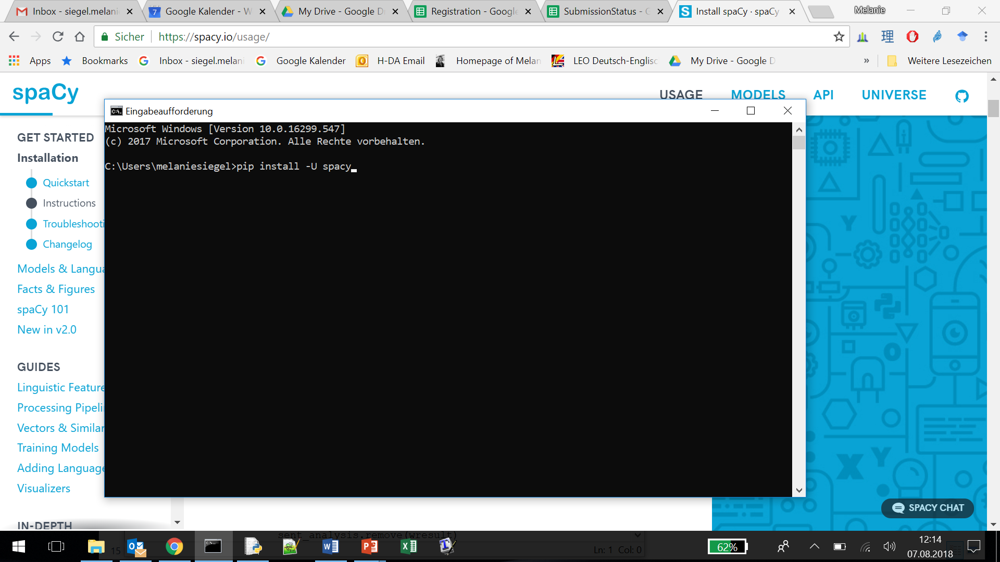 Inbox - siegel.melani
Google Kalender - W
My Drive - Google D
Registration - Google
SubmissionStatus - G
Install spaCy · spaCy
Melanie
Sicher
https://spacy.io/usage/
Apps
Bookmarks
Inbox - siegel.melani
Google Kalender
H-DA Email
Homepage of Melan
LEO Deutsch-Englisc
My Drive - Google D
»
Weitere Lesezeichen
spaCy
USAGE
MODELS
API
UNIVERSE
Eingabeaufforderung
Microsoft Windows [Version 10.0.16299.547]
(c) 2017 Microsoft Corporation. Alle Rechte vorbehalten.
C:\Users\melaniesiegel>pip install -U spacy
GET STARTED
Installation
Quickstart
Instructions
Troubleshooti
Changelog
Models & Langua
Facts & Figures
spaCy 101
New in v2.0
GUIDES
Linguistic Feature
Processing Pipeli
Vectors & Similar
Training Models
Adding Language
Visualizers
IN-DEPTH
SPACY CHAT
sent_analysis.remove(wresult)
15
Ln: 1 Col: 0
62%
12:14
07.08.2018